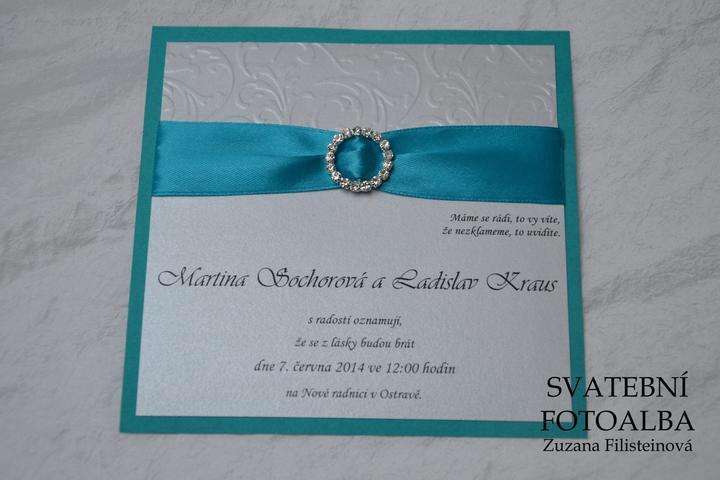 Máme se rádi, to vy víte,
že nezklameme, to uvidíte.
Martina Sochorová a Ladislav Kraus
s radostí oznamují,
že se z lásky budou brát
dne 7. června 2014 ve 12:00 hodin
na Nové radnici v Ostravě.
SVATEBNÍ
FOTOALBA
Zuzana Filisteinová